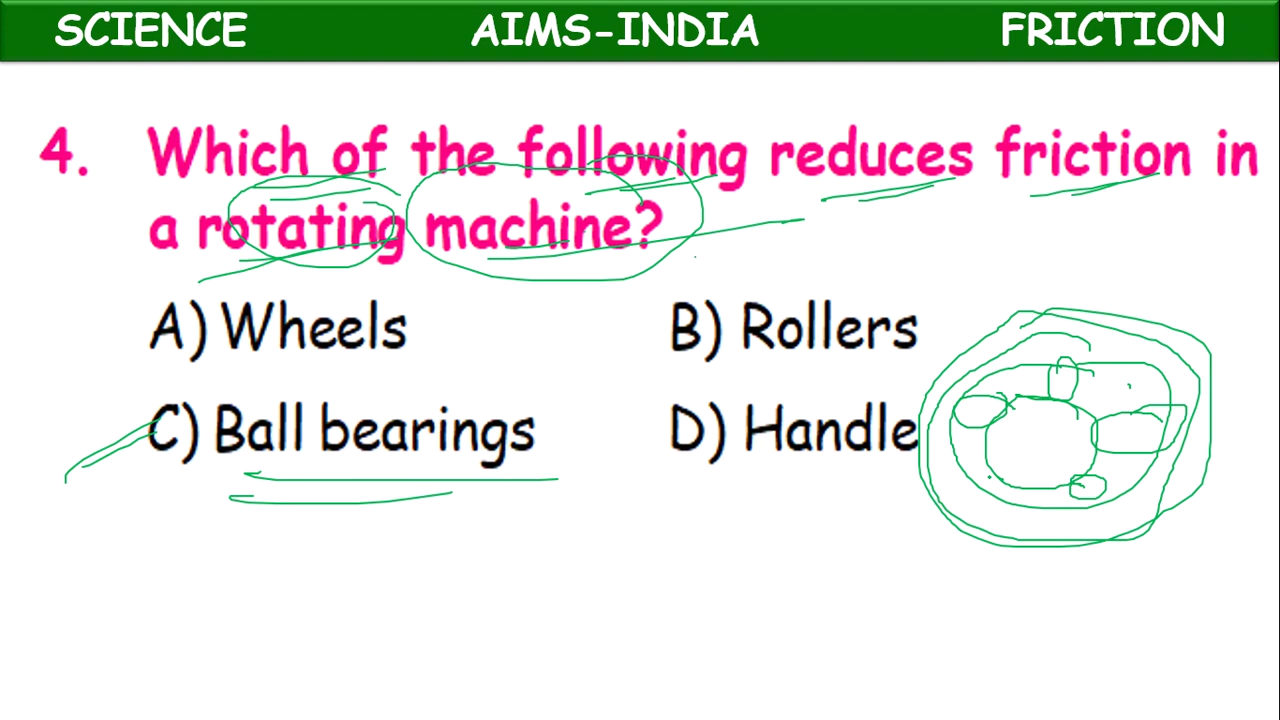 SCIENCE AIMS-INDIA FRICTION
4. Which of the following reduces friction in
a rotating machine?
A) Wheels B) Rollers
C) Ball bearings D) Handle